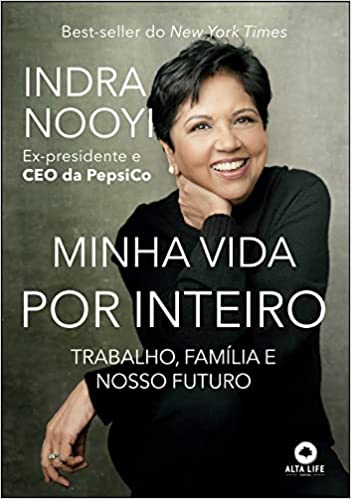 Best-seller do New York Times
INDRA
NOOYI
Ex-presidente e
CEO da PepsiCo
MINHA VIDA
POR INTEIRO
TRABALHO, FAMÍLIA E
NOSSO FUTURO
ALTA LIFE